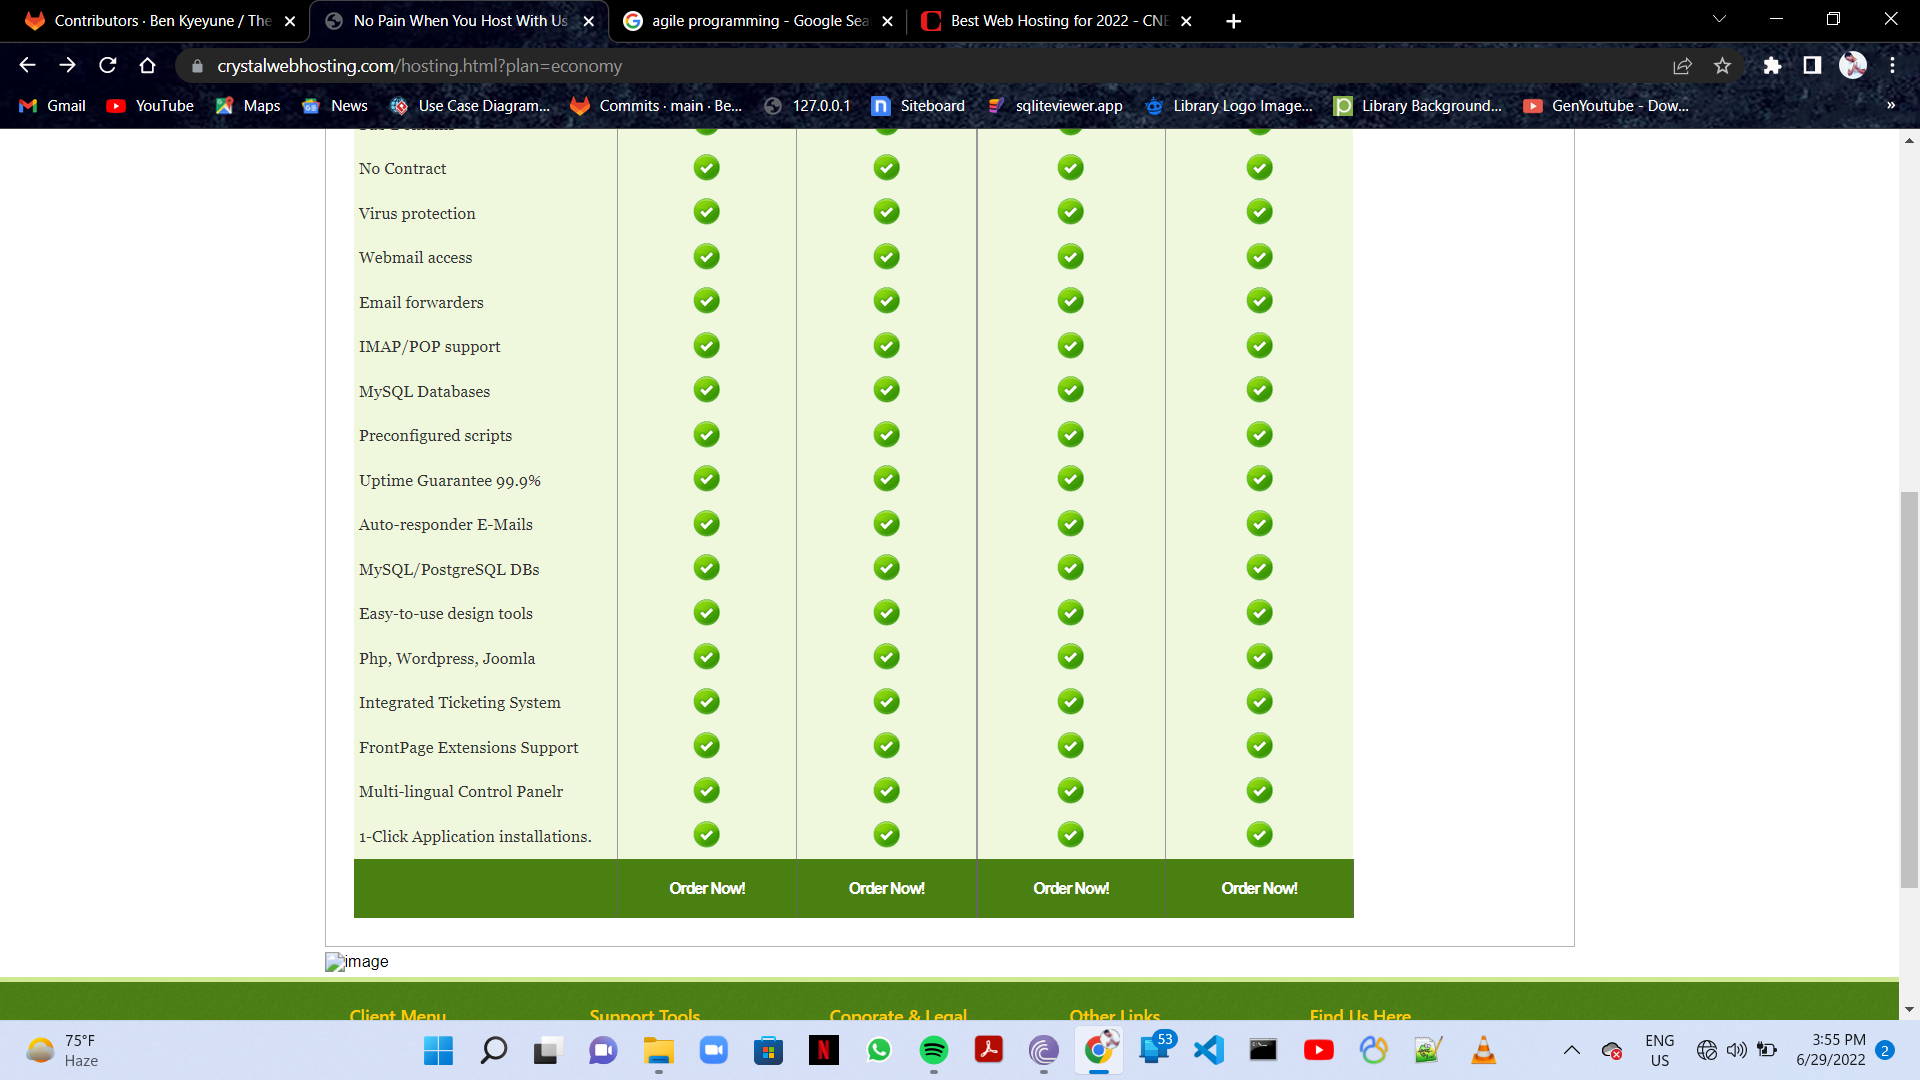 Contributors · Ben Kyeyune / The
No Pain When You Host With Us
agile programming - Google Sea
Best Web Hosting for 2022 - CNE
crystalwebhosting.com/hosting.html?plan=economy
Gmail
YouTube
Maps
News
Use Case Diagram...
Commits · main · Be...
127.0.0.1
Siteboard
sqliteviewer.app
Library Logo Image...
Library Background...
GenYoutube - Dow...
»
No Contract
Virus protection
Webmail access
Email forwarders
IMAP/POP support
MySQL Databases
Preconfigured scripts
Uptime Guarantee 99.9%
Auto-responder E-Mails
MySQL/PostgreSQL DBs
Easy-to-use design tools
Php, Wordpress, Joomla
Integrated Ticketing System
FrontPage Extensions Support
Multi-lingual Control Panelr
1-Click Application installations.
Order Now! Order Now! Order Now! Order Now!
image
Client Menu Support Tools Coporate & Legal Other Links Find Us Here
75°F
Haze
53
ENG
US
3:55 PM
6/29/2022
2